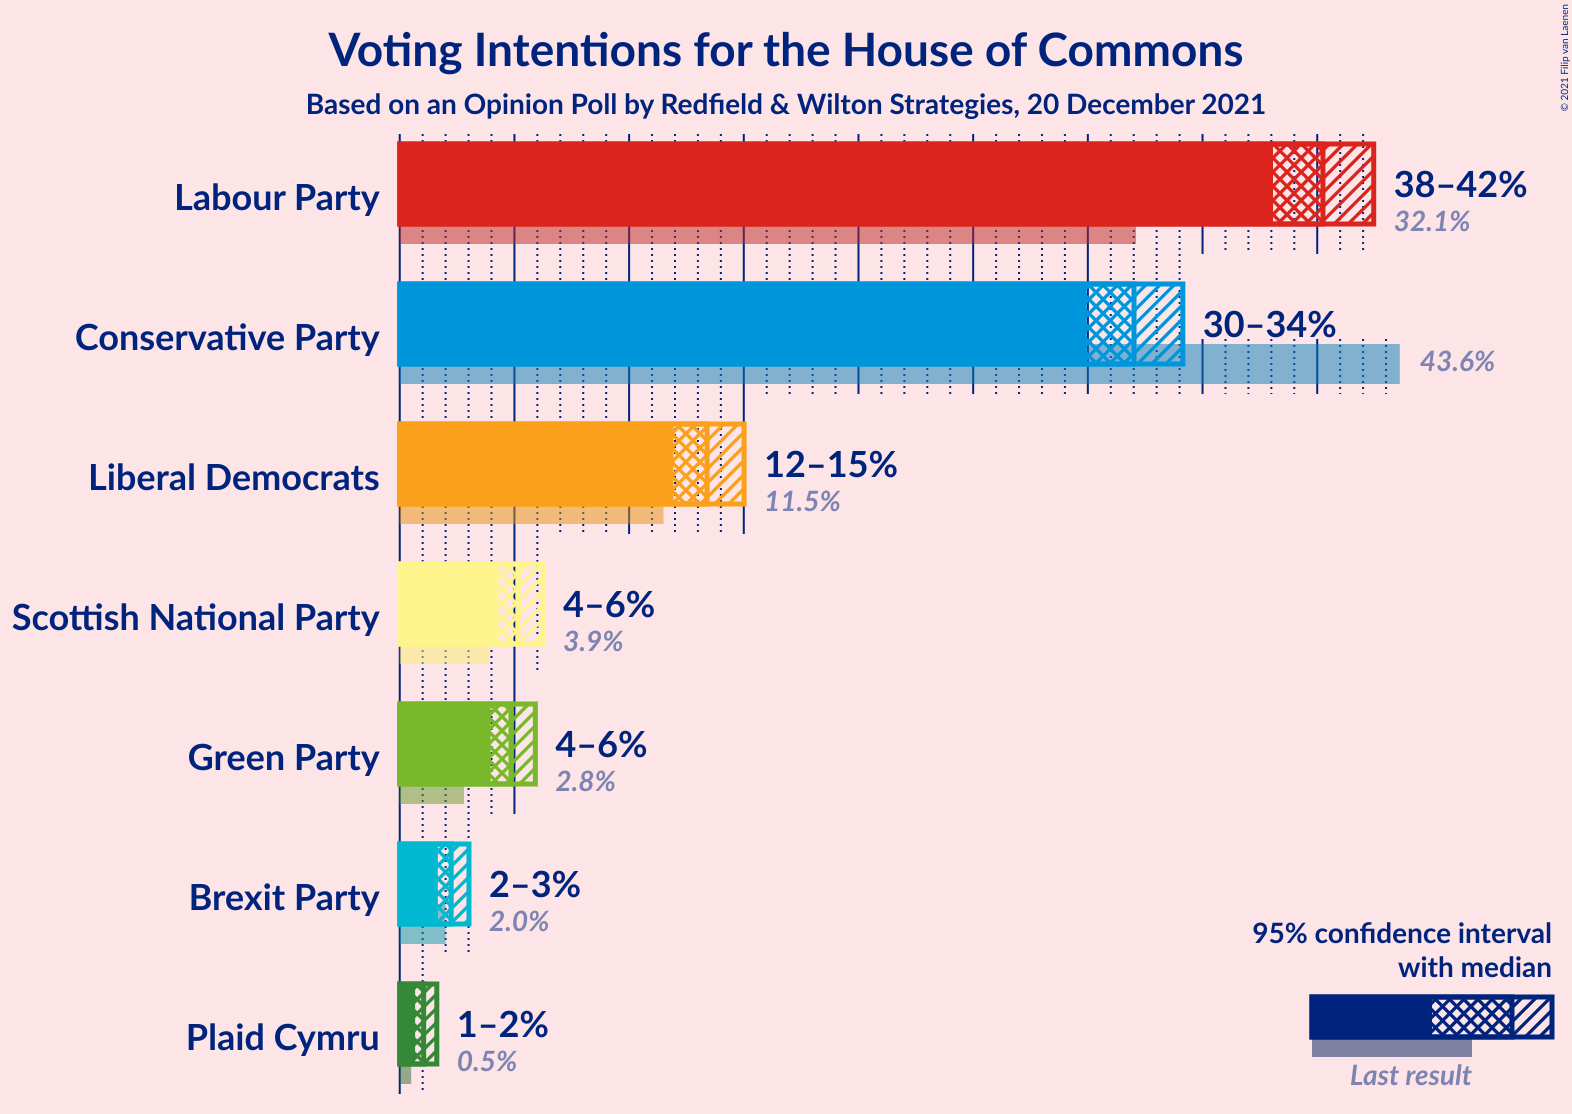 Voting Intentions for the House of Commons
Based on an Opinion Poll by Redfield & Wilton Strategies, 20 December 2021
© 2021 Filip van Laenen
Labour Party
38–42%
32.1%
Conservative Party
30–34%
43.6%
Liberal Democrats
12–15%
11.5%
Scottish National Party
4–6%
3.9%
Green Party
4–6%
2.8%
Brexit Party
2–3%
2.0%
Plaid Cymru
1–2%
0.5%
95% confidence interval
with median
Last result